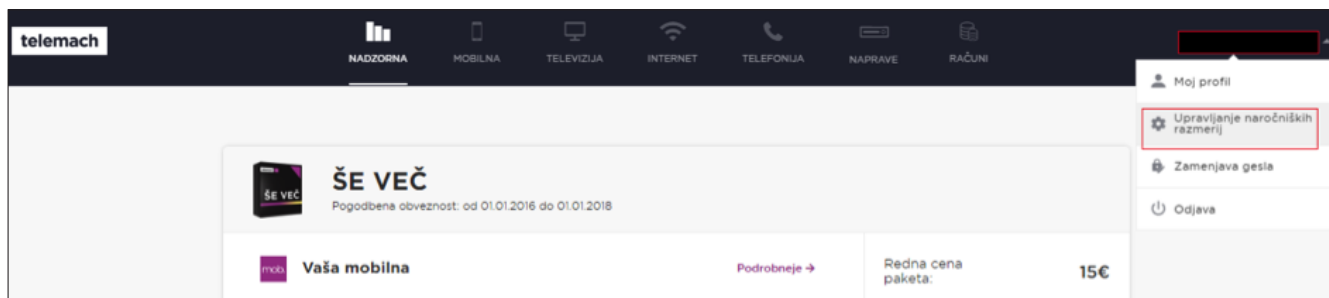 telemach
NADZORNA
MOBILNA
TELEVIZIJA
INTERNET
TELEFONIJA
NAPRAVE
RAČUNI
Moj profil
Upravljanje naročniških
razmerij
Zamenjava gesla
Odjava
ŠE VEČ
ŠE VEČ
Pogodbena obveznost: od 01.01.2016 do 01.01.2018
mob.
Vaša mobilna
Podrobneje →
Redna cena
paketa:
15€